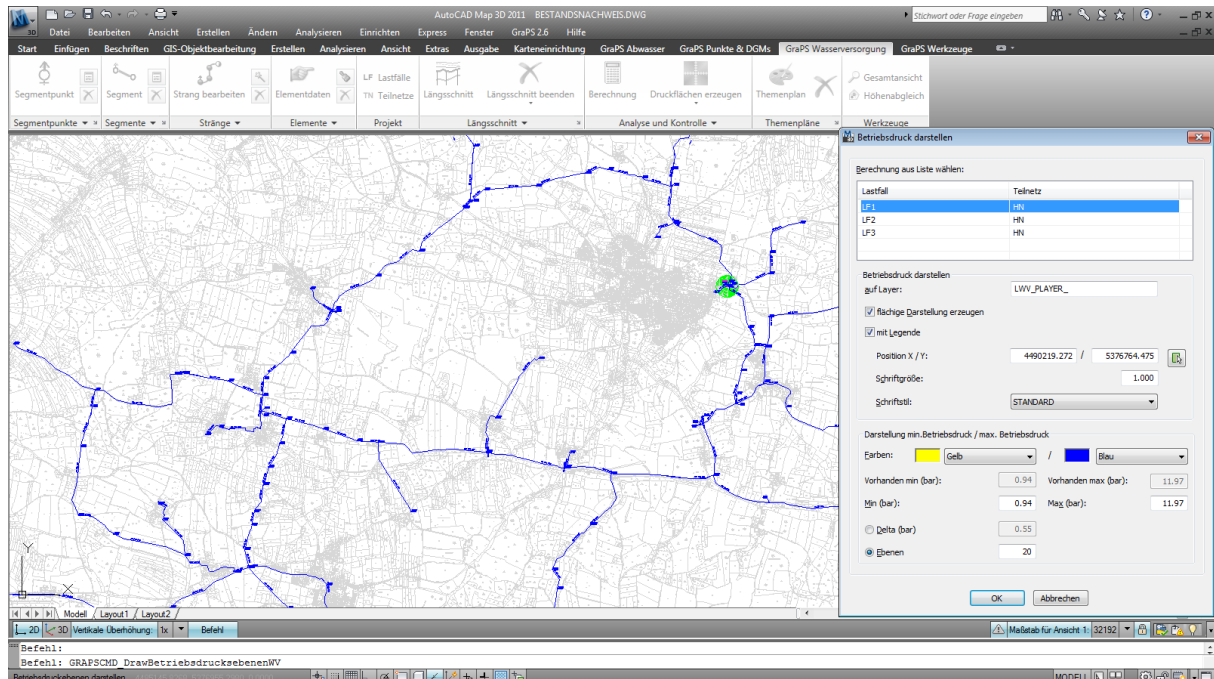 AutoCAD Map 3D 2011 BESTANDSNACHWEIS.DWG
Stichwort oder Frage eingeben
3D
Datei Bearbeiten Ansicht Erstellen Ändern Analysieren Einrichten Express Fenster GraPS 2.6 Hilfe
Start Einfügen Beschriften GIS-Objektbearbeitung Erstellen Analysieren Ansicht Extras Ausgabe Karteneinrichtung GraPS Abwasser GraPS Punkte & DGMs GraPS Wasserversorgung GraPS Werkzeuge
Segmentpunkt Segment Strang bearbeiten Elementdaten LF Lastfälle TN Teilnetze Längsschnitt Längsschnitt beenden Berechnung Druckflächen erzeugen Themenplan Gesamtansicht Höhenabgleich
Segmentpunkte Segmente Stränge Elemente Projekt Längsschnitt Analyse und Kontrolle Themenpläne Werkzeuge
Betriebsdruck darstellen
Berechnung aus Liste wählen:
Lastfall Teilnetz
LF1 HN
LF2 HN
LF3 HN
Betriebsdruck darstellen
auf Layer: LWV_PLAYER_
flächige Darstellung erzeugen
mit Legende
Position X / Y: 4490219.272 / 5376764.475
Schriftgröße: 1.000
Schriftstil: STANDARD
Darstellung min.Betriebsdruck / max. Betriebsdruck
Farben: Gelb / Blau
Vorhanden min (bar): 0.94 Vorhanden max (bar): 11.97
Min (bar): 0.94 Max (bar): 11.97
Delta (bar) 0.55
Ebenen 20
OK Abbrechen
Y
X
Modell Layout1 Layout2
2D 3D Vertikale Überhöhung: 1x Befehl
Maßstab für Ansicht 1: 32192
Befehl:
Befehl: GRAPSCMD_DrawBetriebsdrucksebenenWV
Betriebsdruckebenen darstellen
MODELL